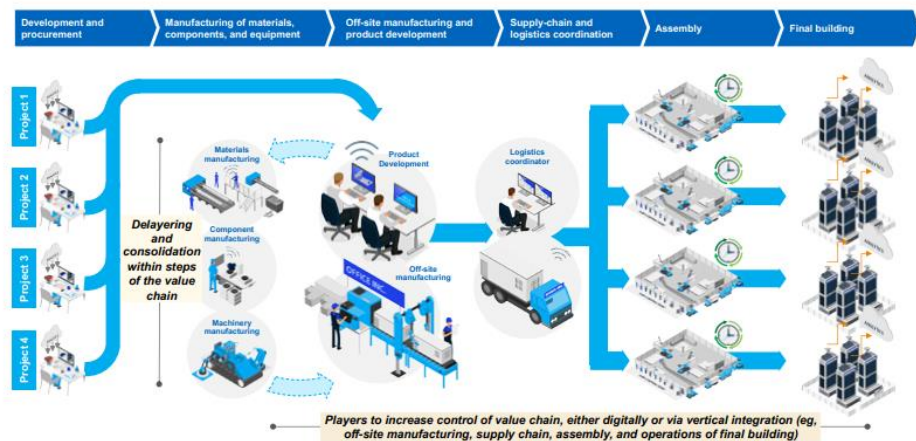 Development and
procurement
Manufacturing of materials,
components, and equipment
Off-site manufacturing and
product development
Supply-chain and
logistics coordination
Assembly
Final building
Project 1
Project 2
Project 3
Project 4
Delayering
and
consolidation
within steps
of the value
chain
Materials
manufacturing
Component
manufacturing
Machinery
manufacturing
Product
Development
OFFICE INC.
Off-site
manufacturing
Logistics
coordinator
ANALYTICS
ANALYTICS
ANALYTICS
ANALYTICS
Players to increase control of value chain, either digitally or via vertical integration (eg,
off-site manufacturing, supply chain, assembly, and operations of final building)